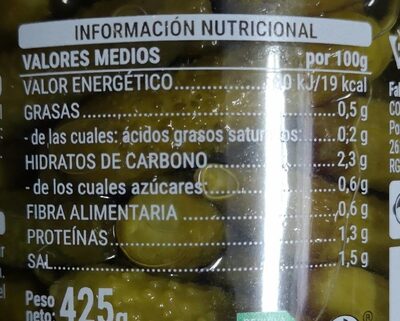 INFORMACIÓN NUTRICIONAL
VALORES MEDIOS por 100g
VALOR ENERGÉTICO kJ/19 kcal
GRASAS 0,5 g
- de las cuales: ácidos grasos saturados: 0,2 g
HIDRATOS DE CARBONO 2,3 g
- de los cuales azúcares: 0,6 g
FIBRA ALIMENTARIA 0,6 g
PROTEÍNAS 1,3 g
SAL 1,5 g
Peso
neto: 425g